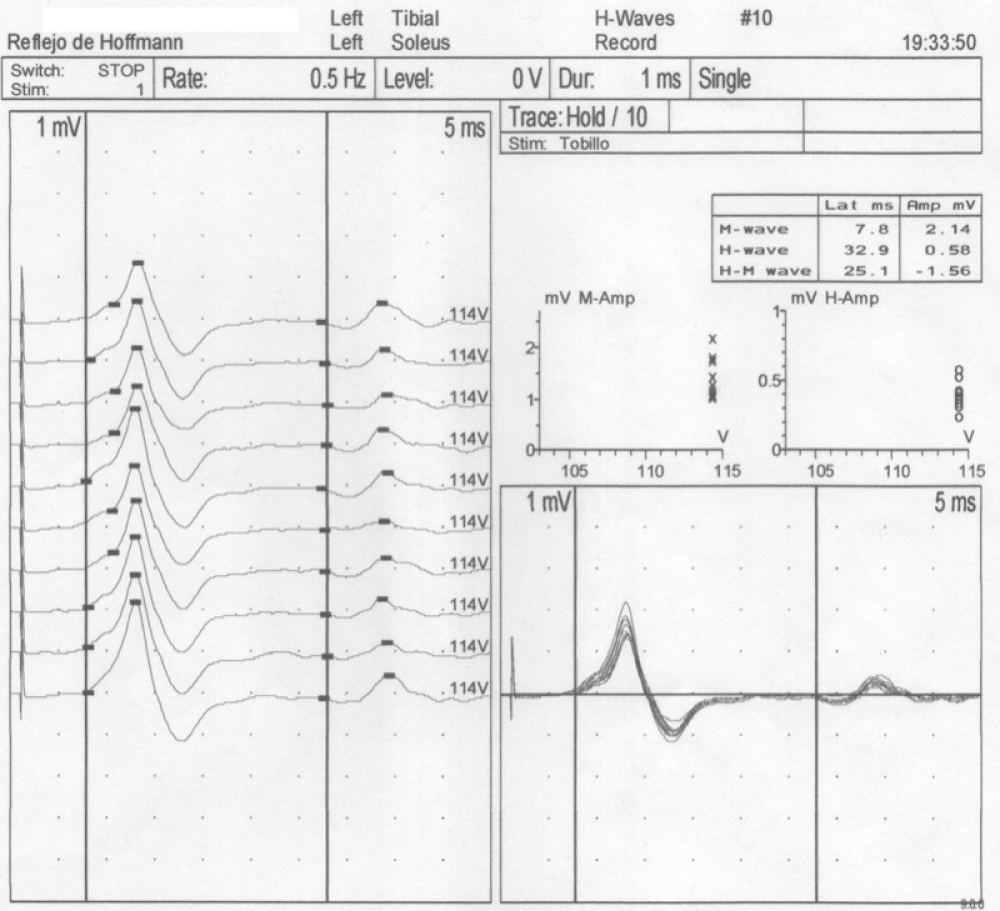 Left Tibial H-Waves #10
Reflejo de Hoffmann Left Soleus Record 19:33:50
Switch: STOP Rate: 0.5 Hz Level: 0 V Dur: 1 ms Single
Stim: 1
Trace: Hold / 10
Stim: Tobillo
1 mV 5 ms
114V
114V
114V
114V
114V
114V
114V
114V
114V
114V
Lat ms Amp mV
M-wave 7.8 2.14
H-wave 32.9 0.58
H-M wave 25.1 -1.56
mV M-Amp
2
1
0
V
105 110 115
mV H-Amp
1
0.5
0
V
105 110 115
1 mV 5 ms
9.0.0